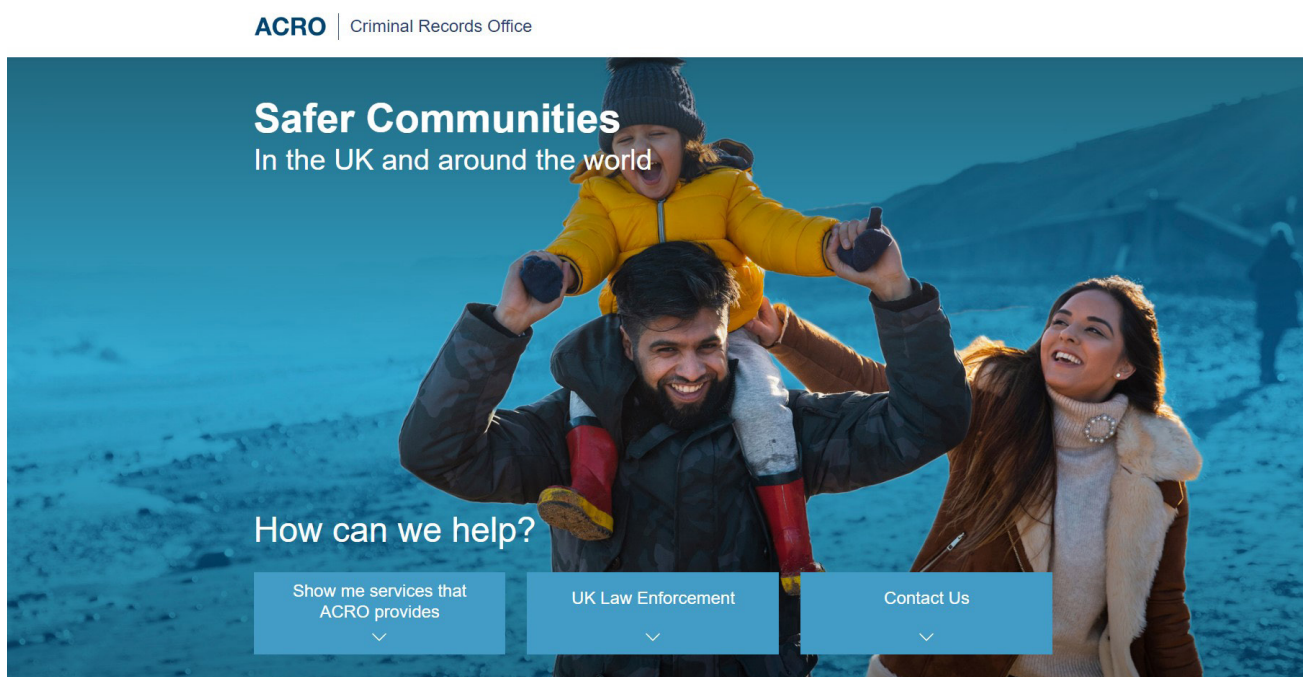 ACRO Criminal Records Office
Safer Communities
In the UK and around the world
How can we help?
Show me services that
ACRO provides
UK Law Enforcement
Contact Us